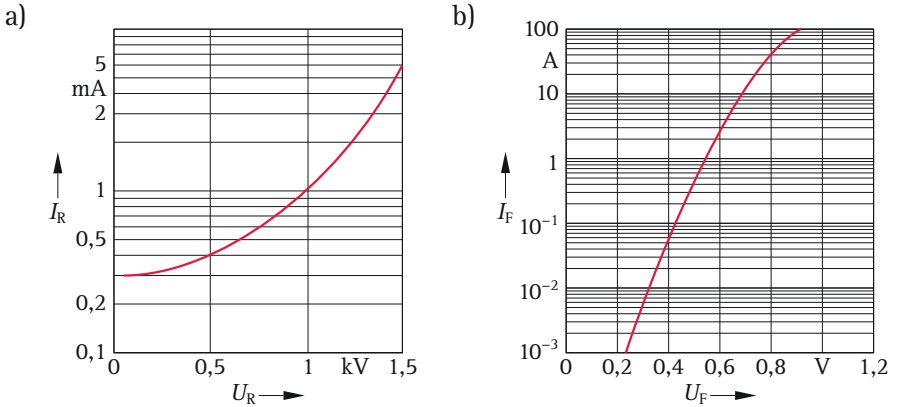 a)
5
mA
2
1
I_R
0,5
0,2
0,1
0 0,5 1 kV 1,5
U_R
b)
100
A
10
1
I_F
10⁻¹
10⁻²
10⁻³
0 0,2 0,4 0,6 0,8 V 1,2
U_F